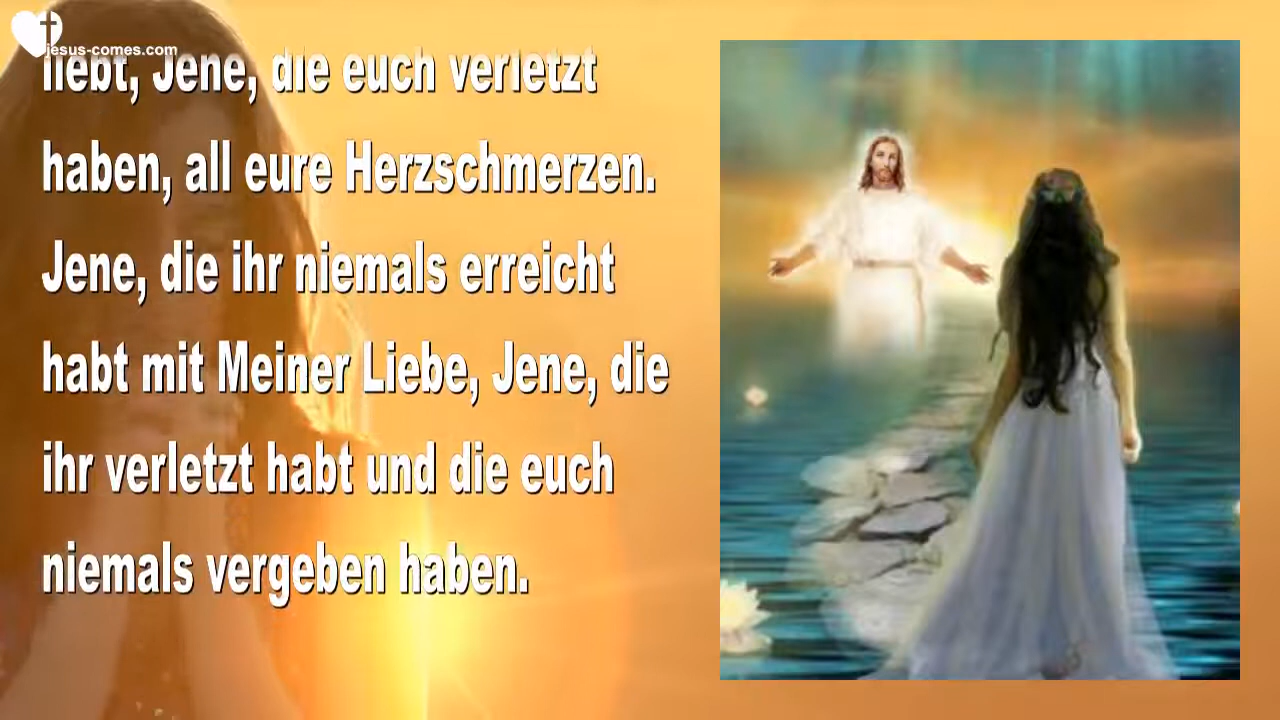 jesus-comes.com
liebt, Jene, die euch verletzt
haben, all eure Herzschmerzen.
Jene, die ihr niemals erreicht
habt mit Meiner Liebe, Jene, die
ihr verletzt habt und die euch
niemals vergeben haben.